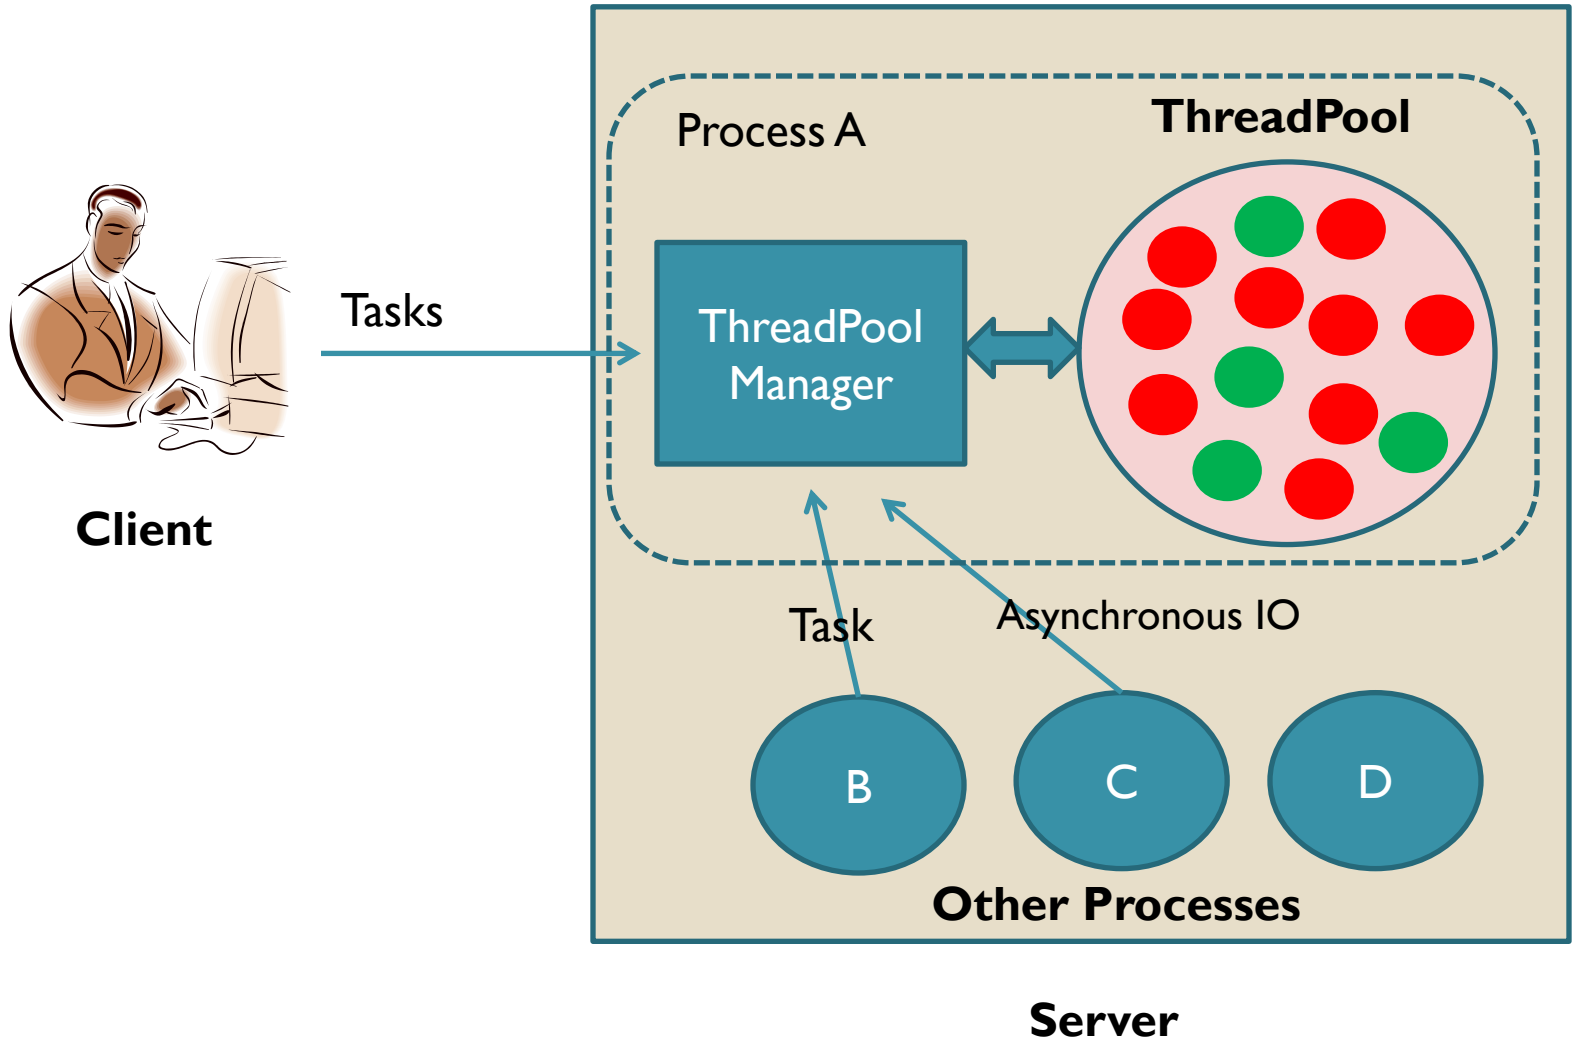 Process A
ThreadPool
Tasks
ThreadPool
Manager
Client
Task
Asynchronous IO
B
C
D
Other Processes
Server